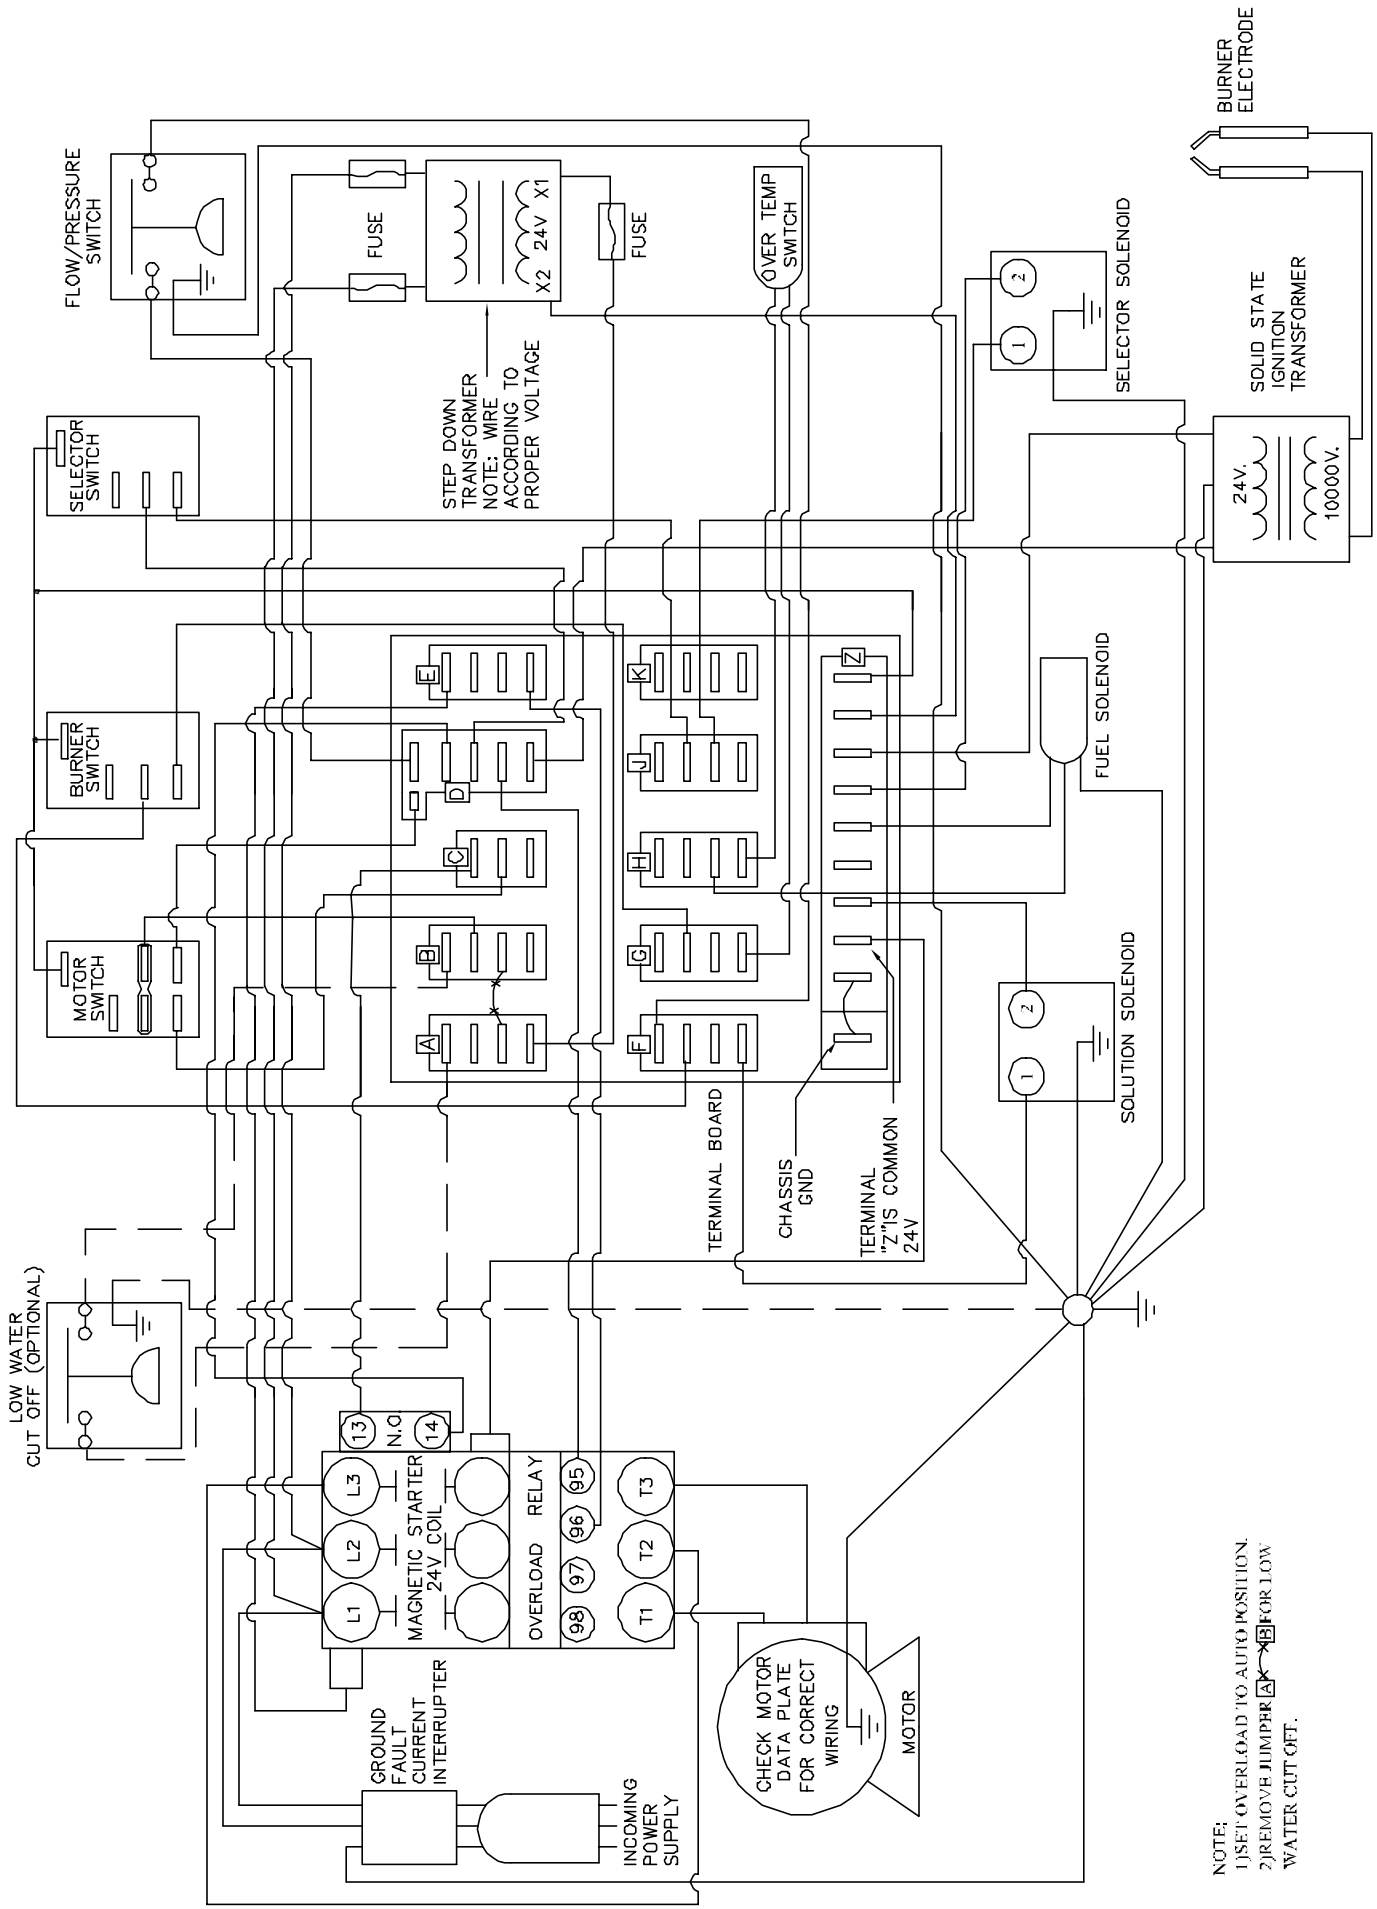 LOW WATER
CUT OFF (OPTIONAL)
MOTOR
SWITCH
BURNER
SWITCH
SELECTOR
SWITCH
FLOW/PRESSURE
SWITCH
FUSE
X2 24V X1
FUSE
STEP DOWN
TRANSFORMER
NOTE: WIRE
ACCORDING TO
PROPER VOLTAGE
OVER TEMP
SWITCH
A
B
C
D
E
F
G
H
J
K
Z
TERMINAL BOARD
CHASSIS
GND
TERMINAL
"Z"IS COMMON
24V
GROUND
FAULT
CURRENT
INTERRUPTER
INCOMING
POWER
SUPPLY
L1
L2
L3
13
N.O.
14
MAGNETIC STARTER
24V COIL
OVERLOAD RELAY
98
97
96
95
T1
T2
T3
CHECK MOTOR
DATA PLATE
FOR CORRECT
WIRING
MOTOR
1
2
SOLUTION SOLENOID
FUEL SOLENOID
1
2
SELECTOR SOLENOID
24V.
10000V.
SOLID STATE
IGNITION
TRANSFORMER
BURNER
ELECTRODE
NOTE:
1)SET OVERLOAD TO AUTO POSITION.
2)REMOVE JUMPER A B FOR LOW
WATER CUT OFF.